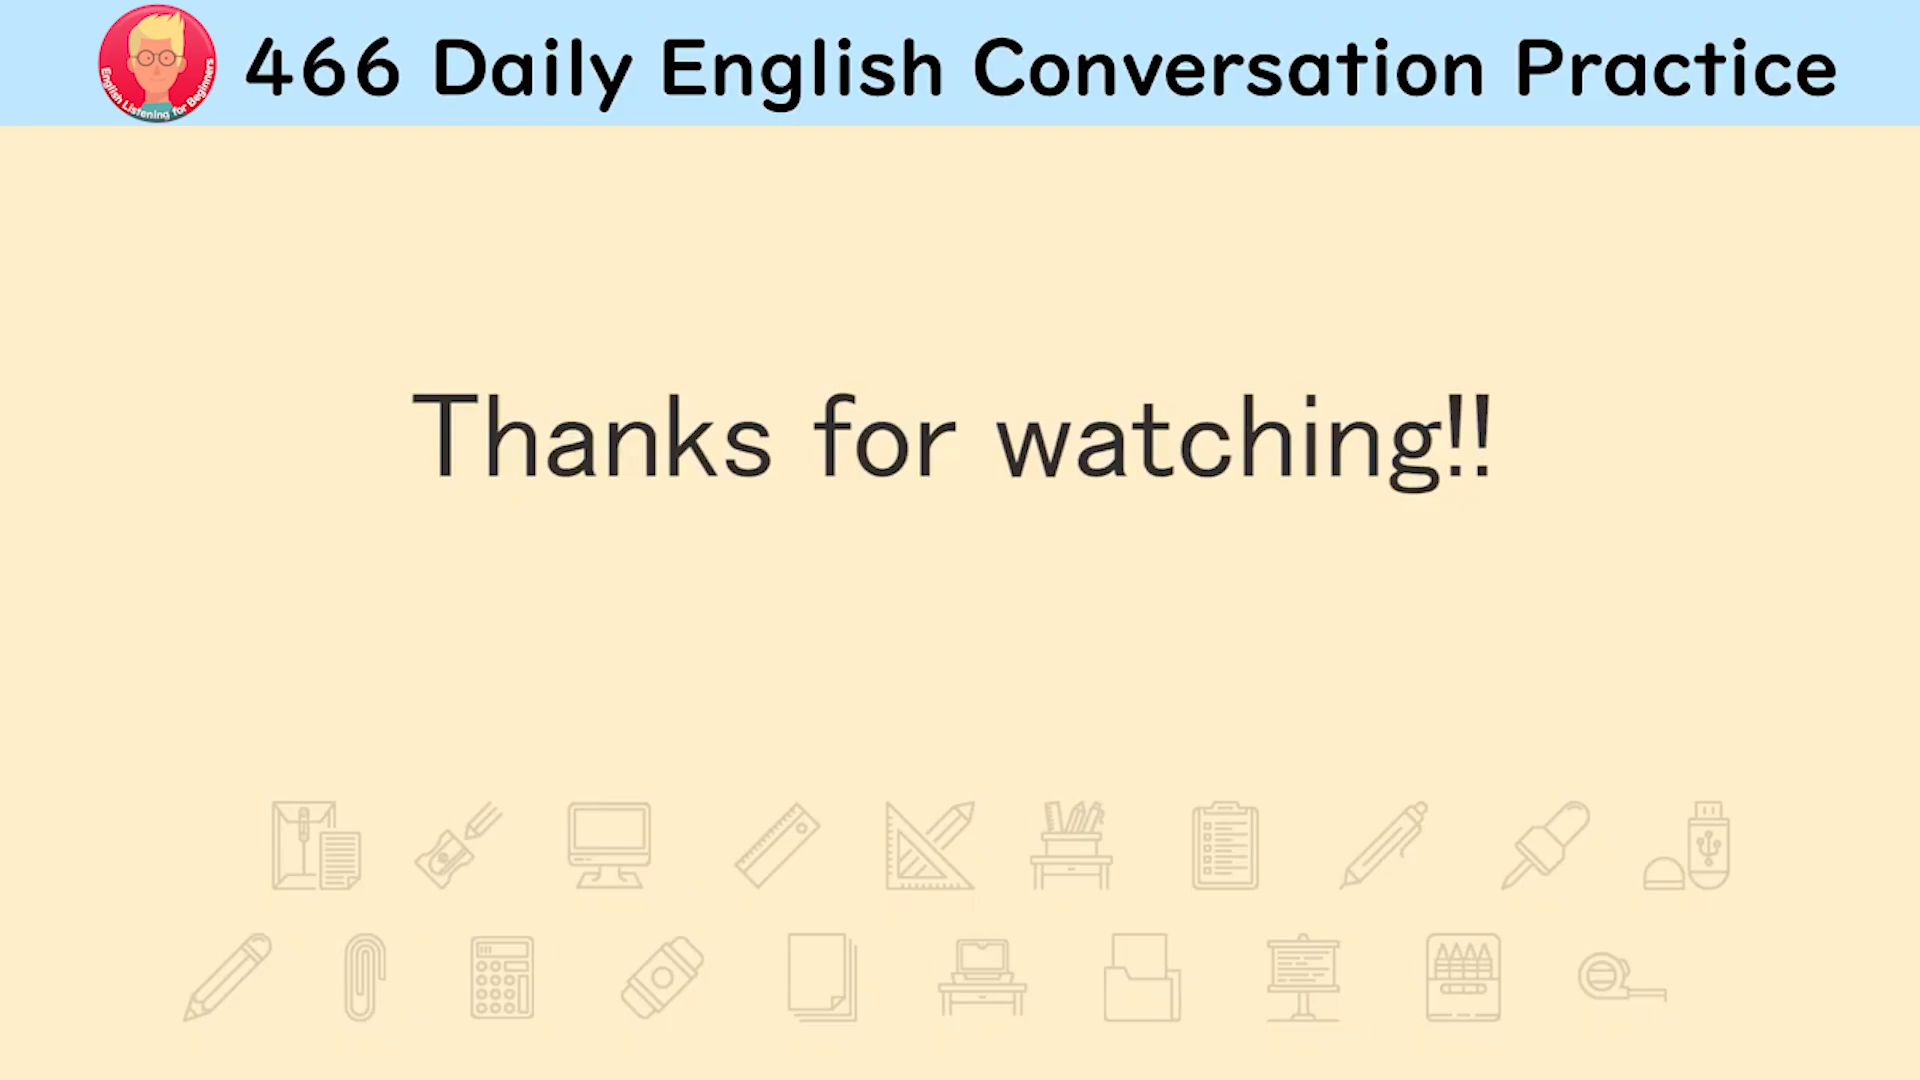 466 Daily English Conversation Practice
English Listening for Beginners
Thanks for watching!!